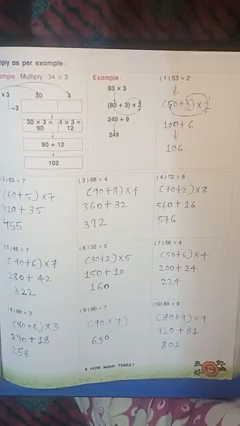 ply as per example :
ample : Multiply 34 × 3
× 3
30
4
30 × 3 = 90
4 × 3 = 12
90 + 12
102
Example :
83 × 3
(80 + 3) × 3
240 + 9
249
(1) 53 × 2
(50+3) × 2
100+6
106
2) 65 × 7
(60+5) × 7
420 + 35
455
(3) 98 × 4
(90+8) × 4
360 + 32
392
(4) 72 × 8
(70+2) × 8
560 + 16
576
5) 46 × 7
(40+6) × 7
280 + 42
322
(6) 32 × 5
(30+2) × 5
150 + 10
160
(7) 56 × 4
(50+6) × 4
200 + 24
224
(8) 86 × 3
(80+6) × 3
240 + 18
258
(9) 90 × 7
(90 × 7)
630
(10) 89 × 9
(80+9) × 9
720 + 81
801
8. HOW MANY TIMES?